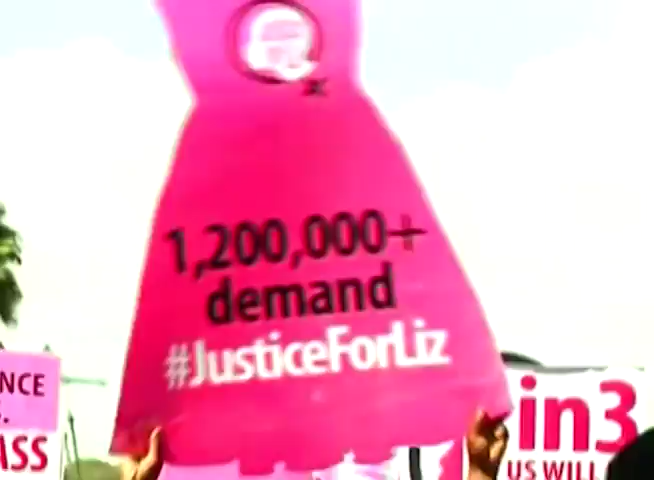 1,200,000+
demand
#JusticeForLiz
NCE
ASS
in3
US WILL